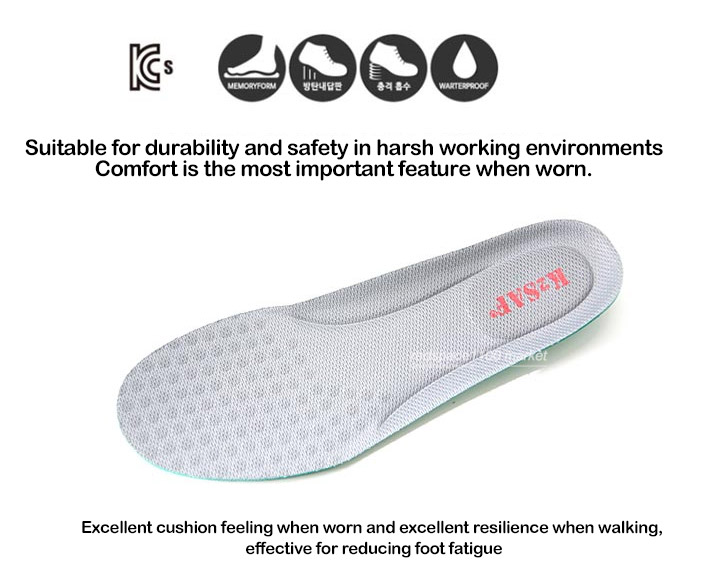 KCs
MEMORYFORM
방탄내답판
충격 흡수
WARTERPROOF
Suitable for durability and safety in harsh working environments
Comfort is the most important feature when worn.
K2SAF
market
Excellent cushion feeling when worn and excellent resilience when walking,
effective for reducing foot fatigue